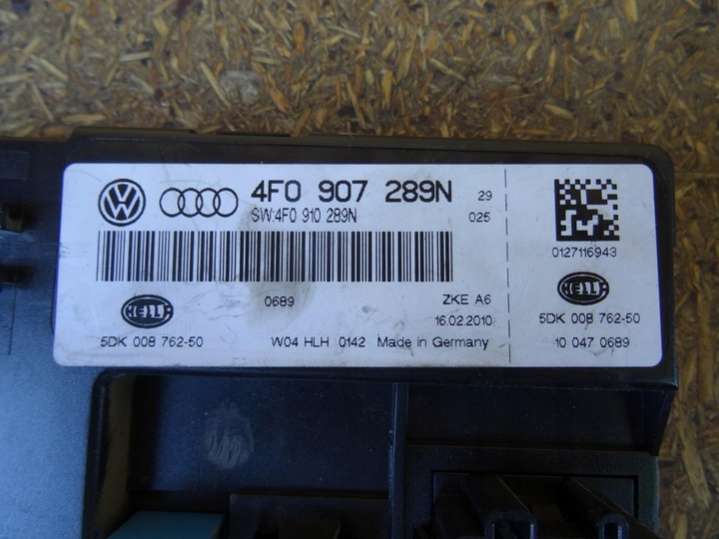 4F0 907 289N 29
SW:4F0 910 289N 025
0127116943
0689 ZKE A6
HELLA
16.02.2010
HELLA
5DK 008 762-50 W04 HLH 0142 Made in Germany
5DK 008 762-50
10 047 0689